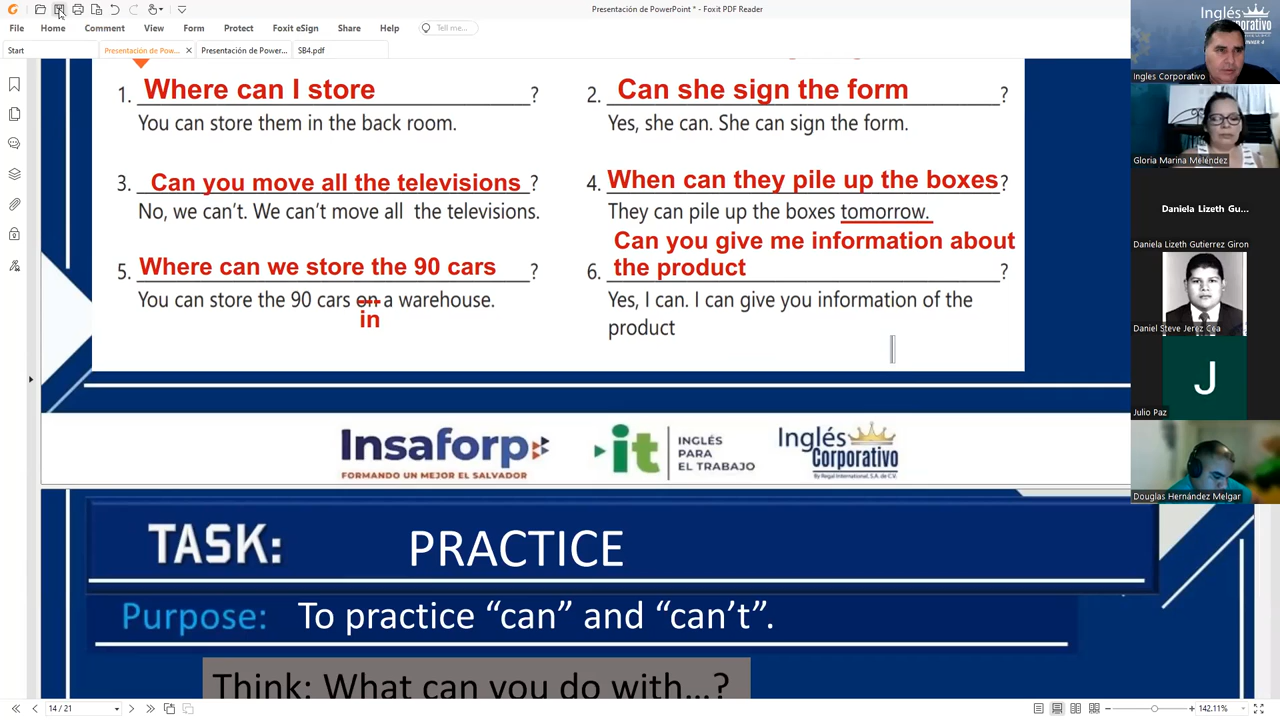 Presentación de PowerPoint * - Foxit PDF Reader
File Home Comment View Form Protect Foxit eSign Share Help Tell me...
Start Presentación de Pow... Presentación de Power... SB4.pdf
1. Where can I store ?
You can store them in the back room.
2. Can she sign the form ?
Yes, she can. She can sign the form.
3. Can you move all the televisions ?
No, we can't. We can't move all the televisions.
4. When can they pile up the boxes ?
They can pile up the boxes tomorrow.
5. Where can we store the 90 cars ?
You can store the 90 cars on a warehouse.
in
Can you give me information about
6. the product ?
Yes, I can. I can give you information of the
product
Insaforp
FORMANDO UN MEJOR EL SALVADOR
it
INGLÉS
PARA
EL TRABAJO
Inglés
Corporativo
By Regal International, S.A. de C.V.
TASK: PRACTICE
Purpose: To practice “can” and “can’t”.
Think: What can you do with...?
14 / 21
142.11%
Inglés
Corporativo
Ingles Corporativo
Gloria Marina Meléndez
Daniela Lizeth Gu...
Daniela Lizeth Gutierrez Giron
Daniel Steve Jerez Cea
J
Julio Paz
Douglas Hernández Melgar